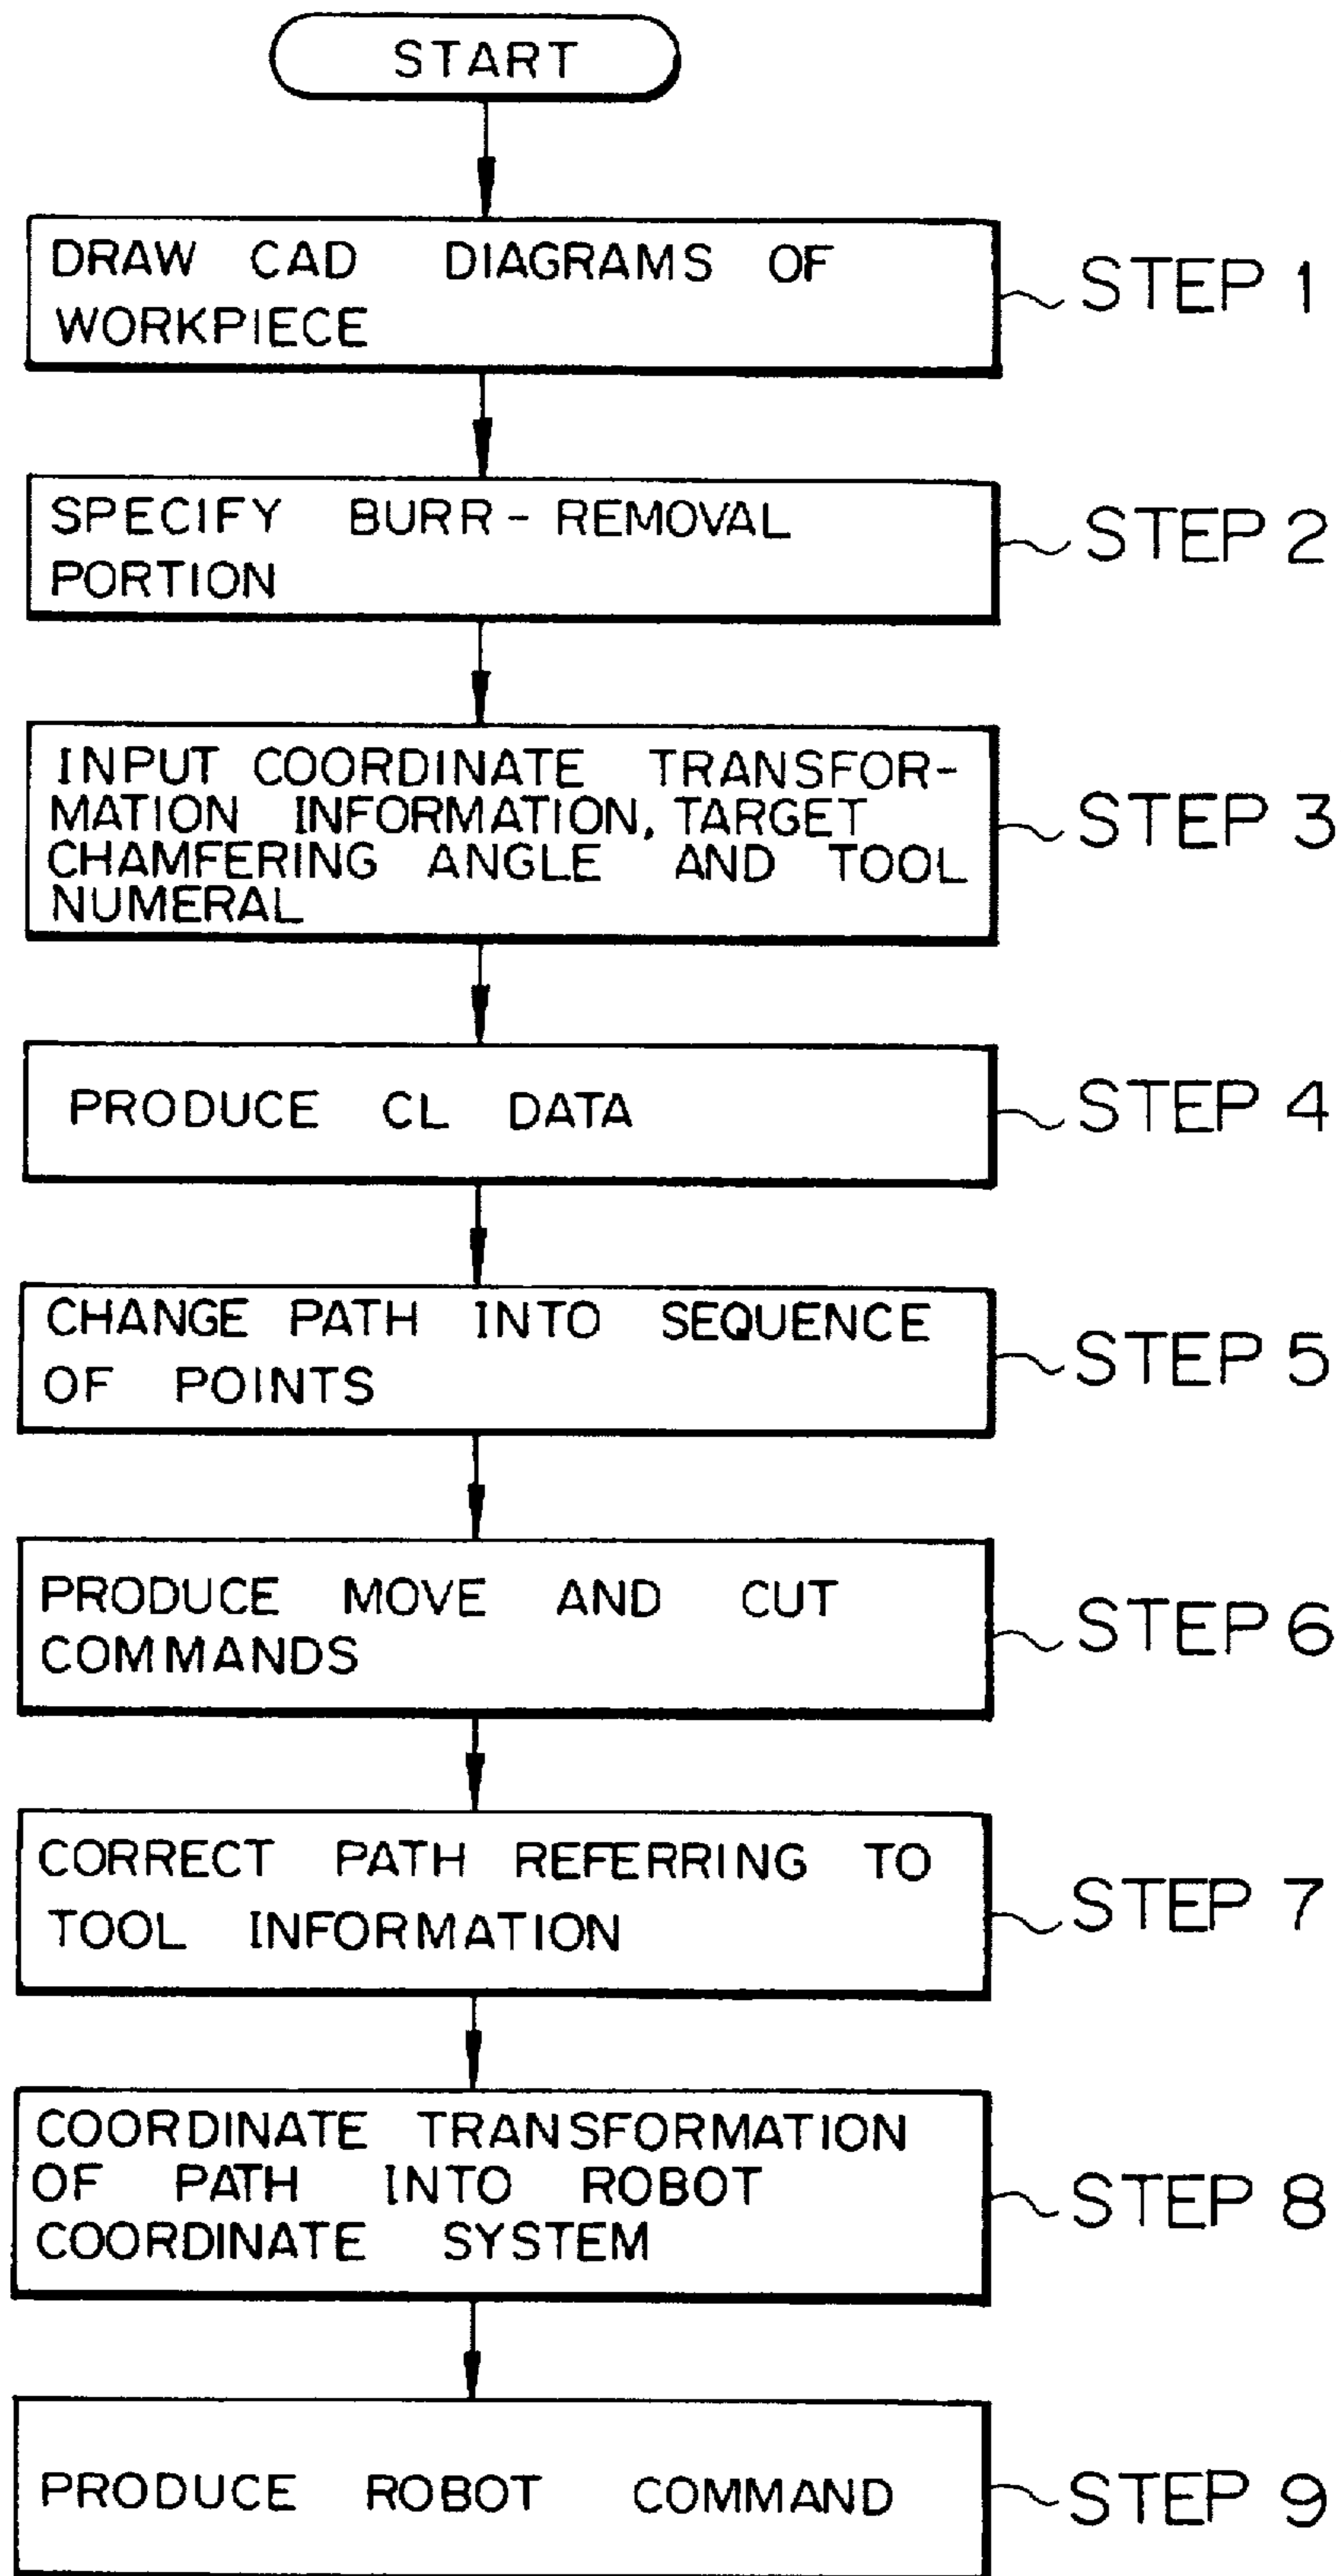 START
DRAW CAD DIAGRAMS OF
WORKPIECE
STEP 1
SPECIFY BURR-REMOVAL
PORTION
STEP 2
INPUT COORDINATE TRANSFOR-
MATION INFORMATION, TARGET
CHAMFERING ANGLE AND TOOL
NUMERAL
STEP 3
PRODUCE CL DATA
STEP 4
CHANGE PATH INTO SEQUENCE
OF POINTS
STEP 5
PRODUCE MOVE AND CUT
COMMANDS
STEP 6
CORRECT PATH REFERRING TO
TOOL INFORMATION
STEP 7
COORDINATE TRANSFORMATION
OF PATH INTO ROBOT
COORDINATE SYSTEM
STEP 8
PRODUCE ROBOT COMMAND
STEP 9